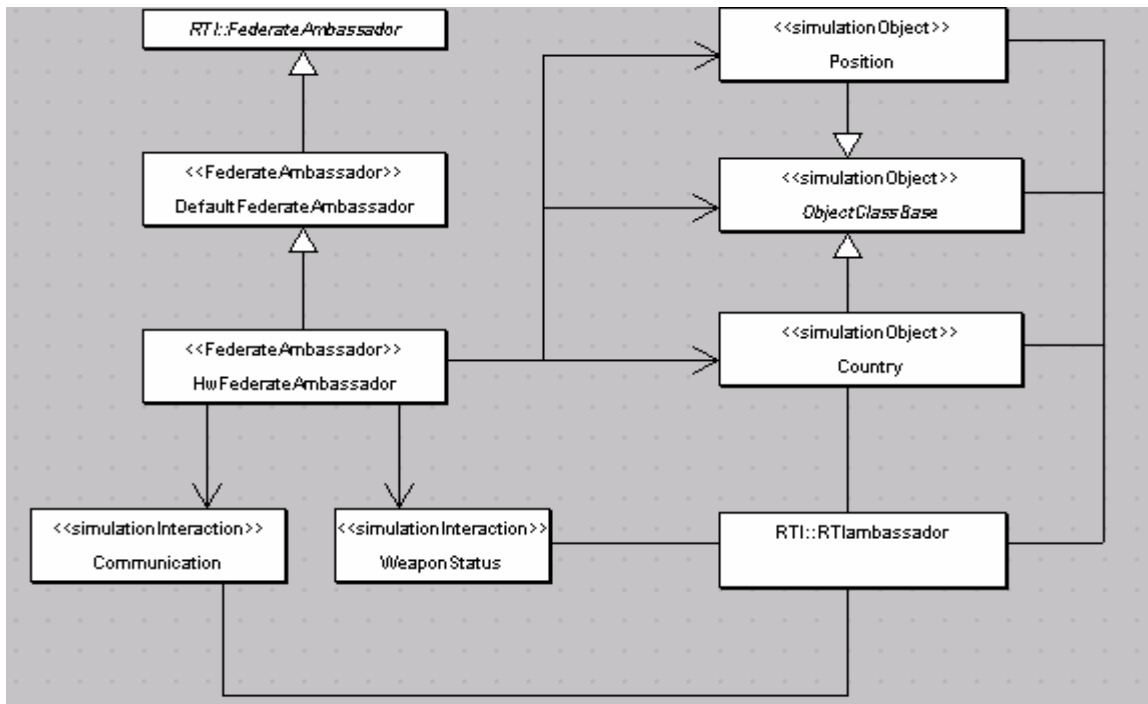 RTI::FederateAmbassador
<<simulationObject>>
Position
<<FederateAmbassador>>
DefaultFederateAmbassador
<<simulationObject>>
ObjectClassBase
<<FederateAmbassador>>
HwFederateAmbassador
<<simulationObject>>
Country
<<simulationInteraction>>
Communication
<<simulationInteraction>>
WeaponStatus
RTI::RTIambassador